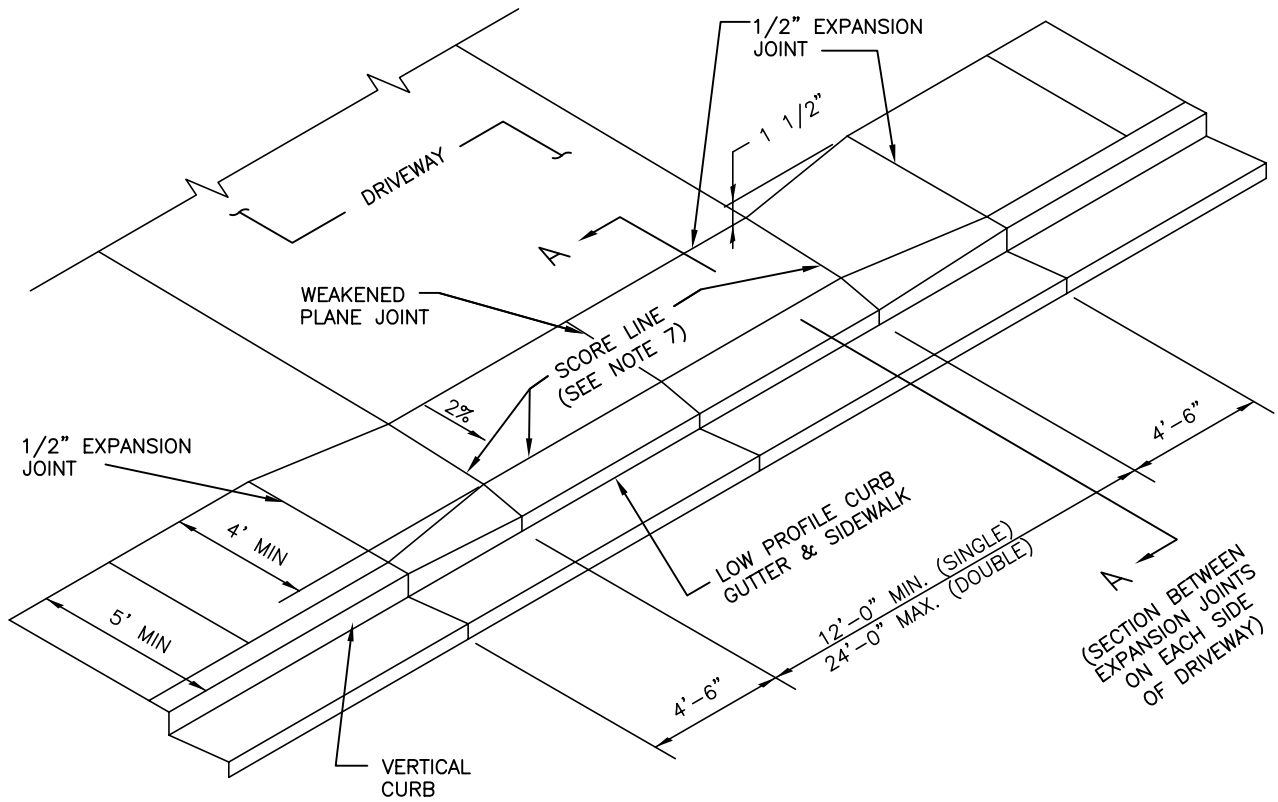 1/2" EXPANSION
JOINT
1 1/2"
DRIVEWAY
A
WEAKENED
PLANE JOINT
SCORE LINE
(SEE NOTE 7)
2%
1/2" EXPANSION
JOINT
4' MIN
5' MIN
4'-6"
LOW PROFILE CURB
GUTTER & SIDEWALK
12'-0" MIN. (SINGLE)
24'-0" MAX. (DOUBLE)
A
(SECTION BETWEEN
EXPANSION JOINTS
ON EACH SIDE
OF DRIVEWAY)
4'-6"
VERTICAL
CURB